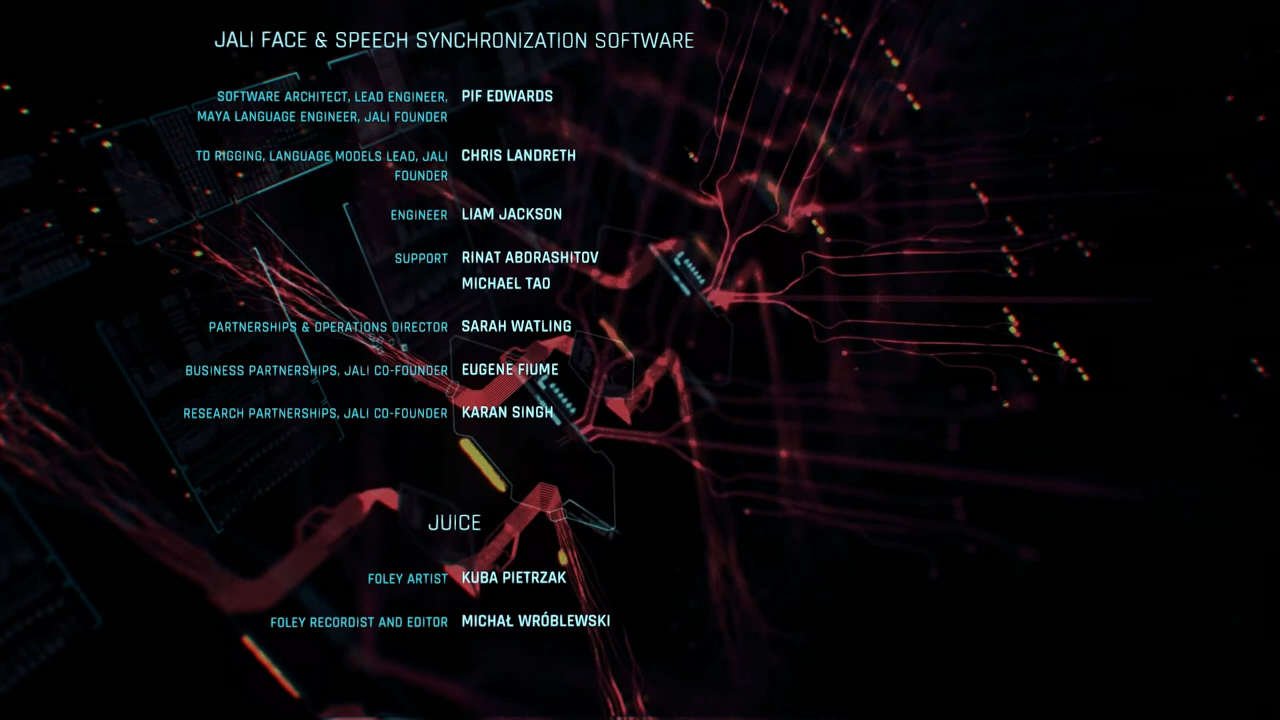 JALI FACE & SPEECH SYNCHRONIZATION SOFTWARE
SOFTWARE ARCHITECT, LEAD ENGINEER, PIF EDWARDS
MAYA LANGUAGE ENGINEER, JALI FOUNDER
TD RIGGING, LANGUAGE MODELS LEAD, JALI CHRIS LANDRETH
FOUNDER
ENGINEER LIAM JACKSON
SUPPORT RINAT ABDRASHITOV
MICHAEL TAO
PARTNERSHIPS & OPERATIONS DIRECTOR SARAH WATLING
BUSINESS PARTNERSHIPS, JALI CO-FOUNDER EUGENE FIUME
RESEARCH PARTNERSHIPS, JALI CO-FOUNDER KARAN SINGH
JUICE
FOLEY ARTIST KUBA PIETRZAK
FOLEY RECORDIST AND EDITOR MICHAŁ WRÓBLEWSKI